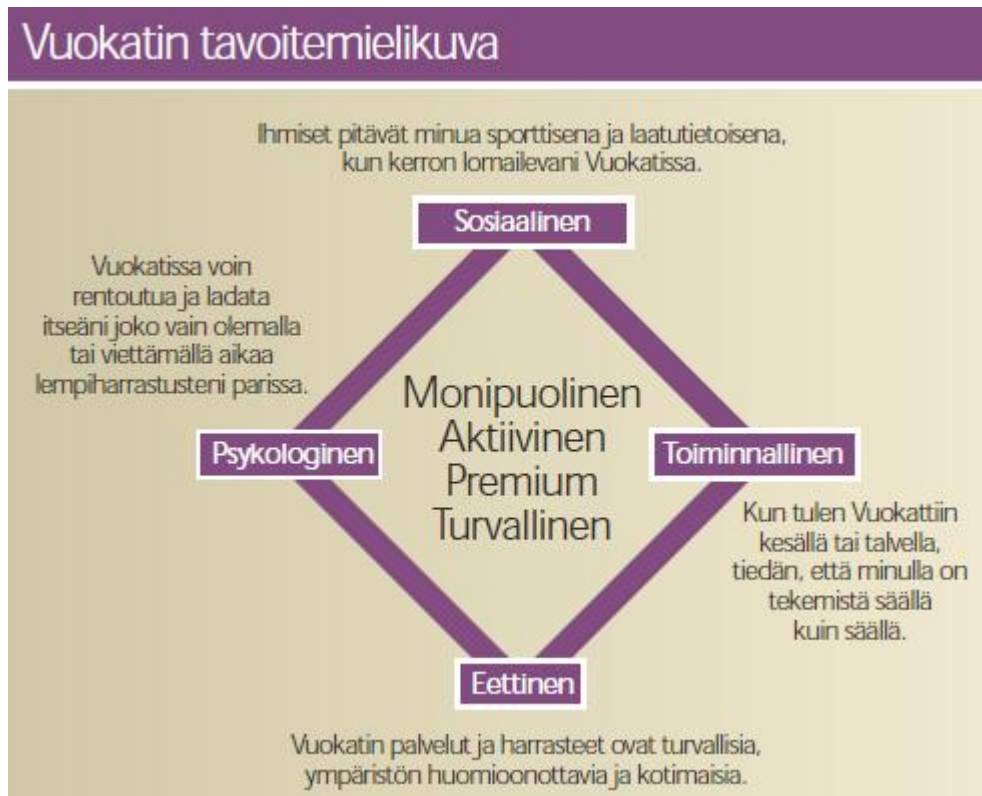 Vuokatin tavoitemielikuva
Ihmiset pitävät minua sporttisena ja laatutietoisena,
kun kerron lomailevani Vuokatissa.
Sosiaalinen
Vuokatissa voin
rentoutua ja ladata
itseäni joko vain olemalla
tai viettämällä aikaa
lempiharrastusteni parissa.
Monipuolinen
Aktiivinen
Premium
Turvallinen
Psykologinen
Toiminnallinen
Kun tulen Vuokattiin
kesällä tai talvella,
tiedän, että minulla on
tekemistä säällä
kuin säällä.
Eettinen
Vuokatin palvelut ja harrasteet ovat turvallisia,
ympäristön huomioonottavia ja kotimaisia.